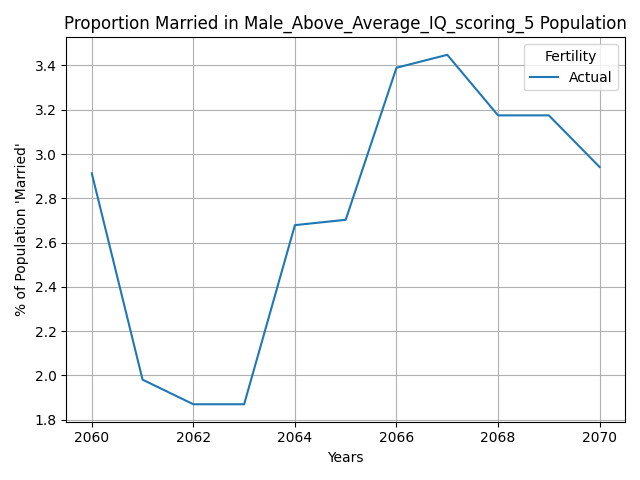 Proportion Married in Male_Above_Average_IQ_scoring_5 Population
Fertility
Actual
% of Population 'Married'
3.4
3.2
3.0
2.8
2.6
2.4
2.2
2.0
1.8
2060 2062 2064 2066 2068 2070
Years